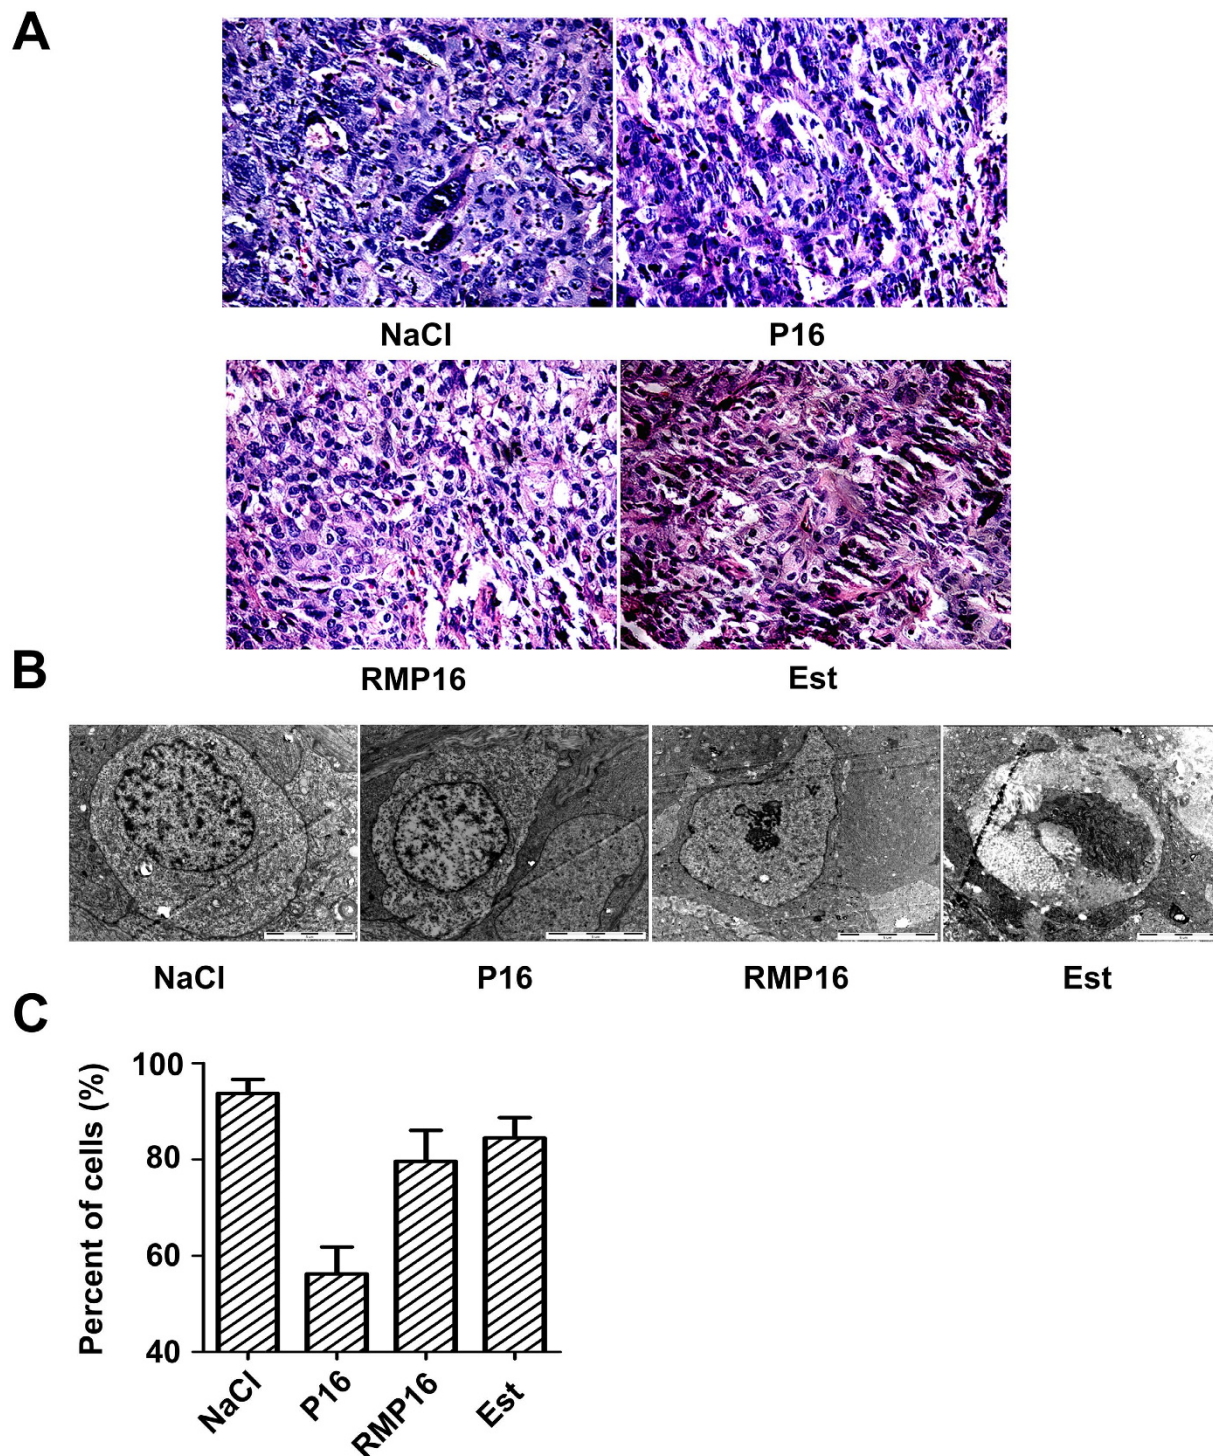 A
NaCl P16
RMP16 Est
B
NaCl P16 RMP16 Est
C
Percent of cells (%)
100
80
60
40
NaCl P16 RMP16 Est